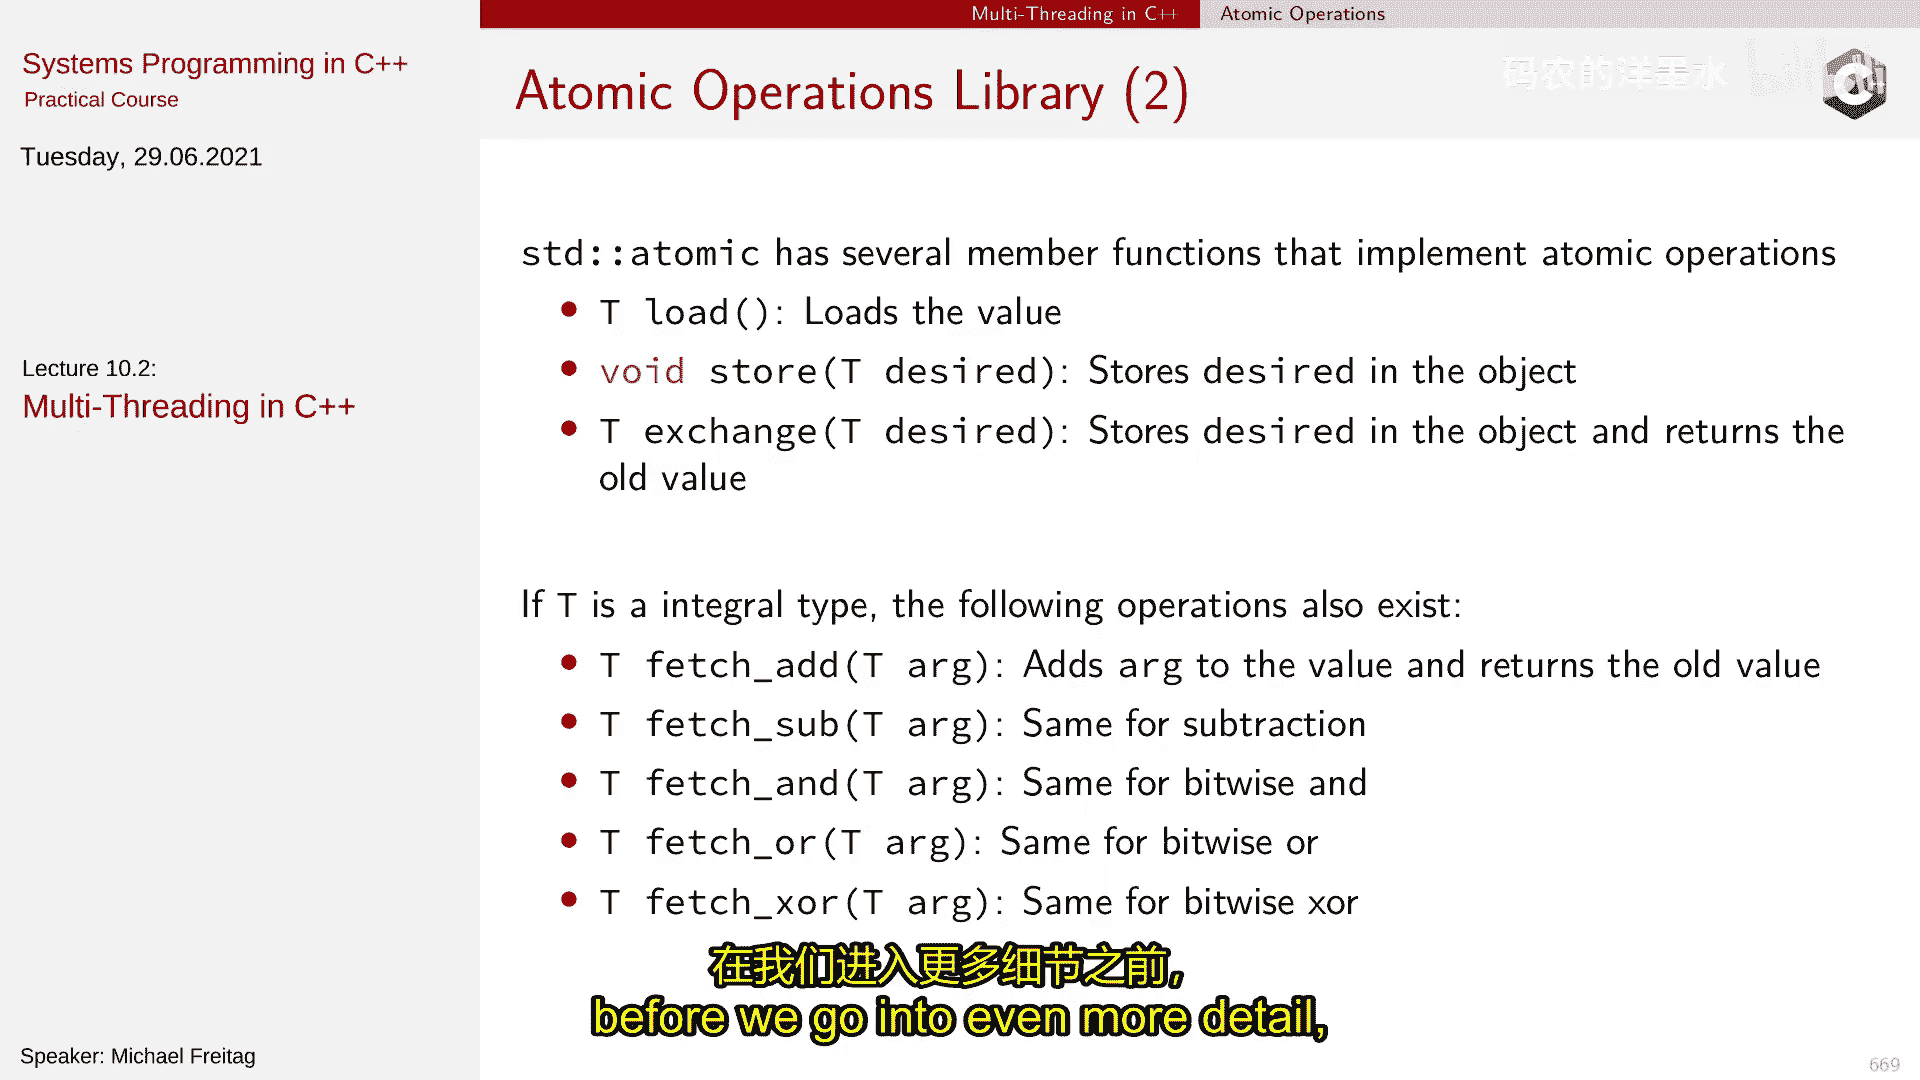 Multi-Threading in C++
Atomic Operations
Systems Programming in C++
Practical Course
Tuesday, 29.06.2021
Lecture 10.2:
Multi-Threading in C++
Speaker: Michael Freitag
Atomic Operations Library (2)
码农的洋墨水
std::atomic has several member functions that implement atomic operations
• T load(): Loads the value
• void store(T desired): Stores desired in the object
• T exchange(T desired): Stores desired in the object and returns the
old value
If T is a integral type, the following operations also exist:
• T fetch_add(T arg): Adds arg to the value and returns the old value
• T fetch_sub(T arg): Same for subtraction
• T fetch_and(T arg): Same for bitwise and
• T fetch_or(T arg): Same for bitwise or
• T fetch_xor(T arg): Same for bitwise xor
在我们进入更多细节之前,
before we go into even more detail,
669